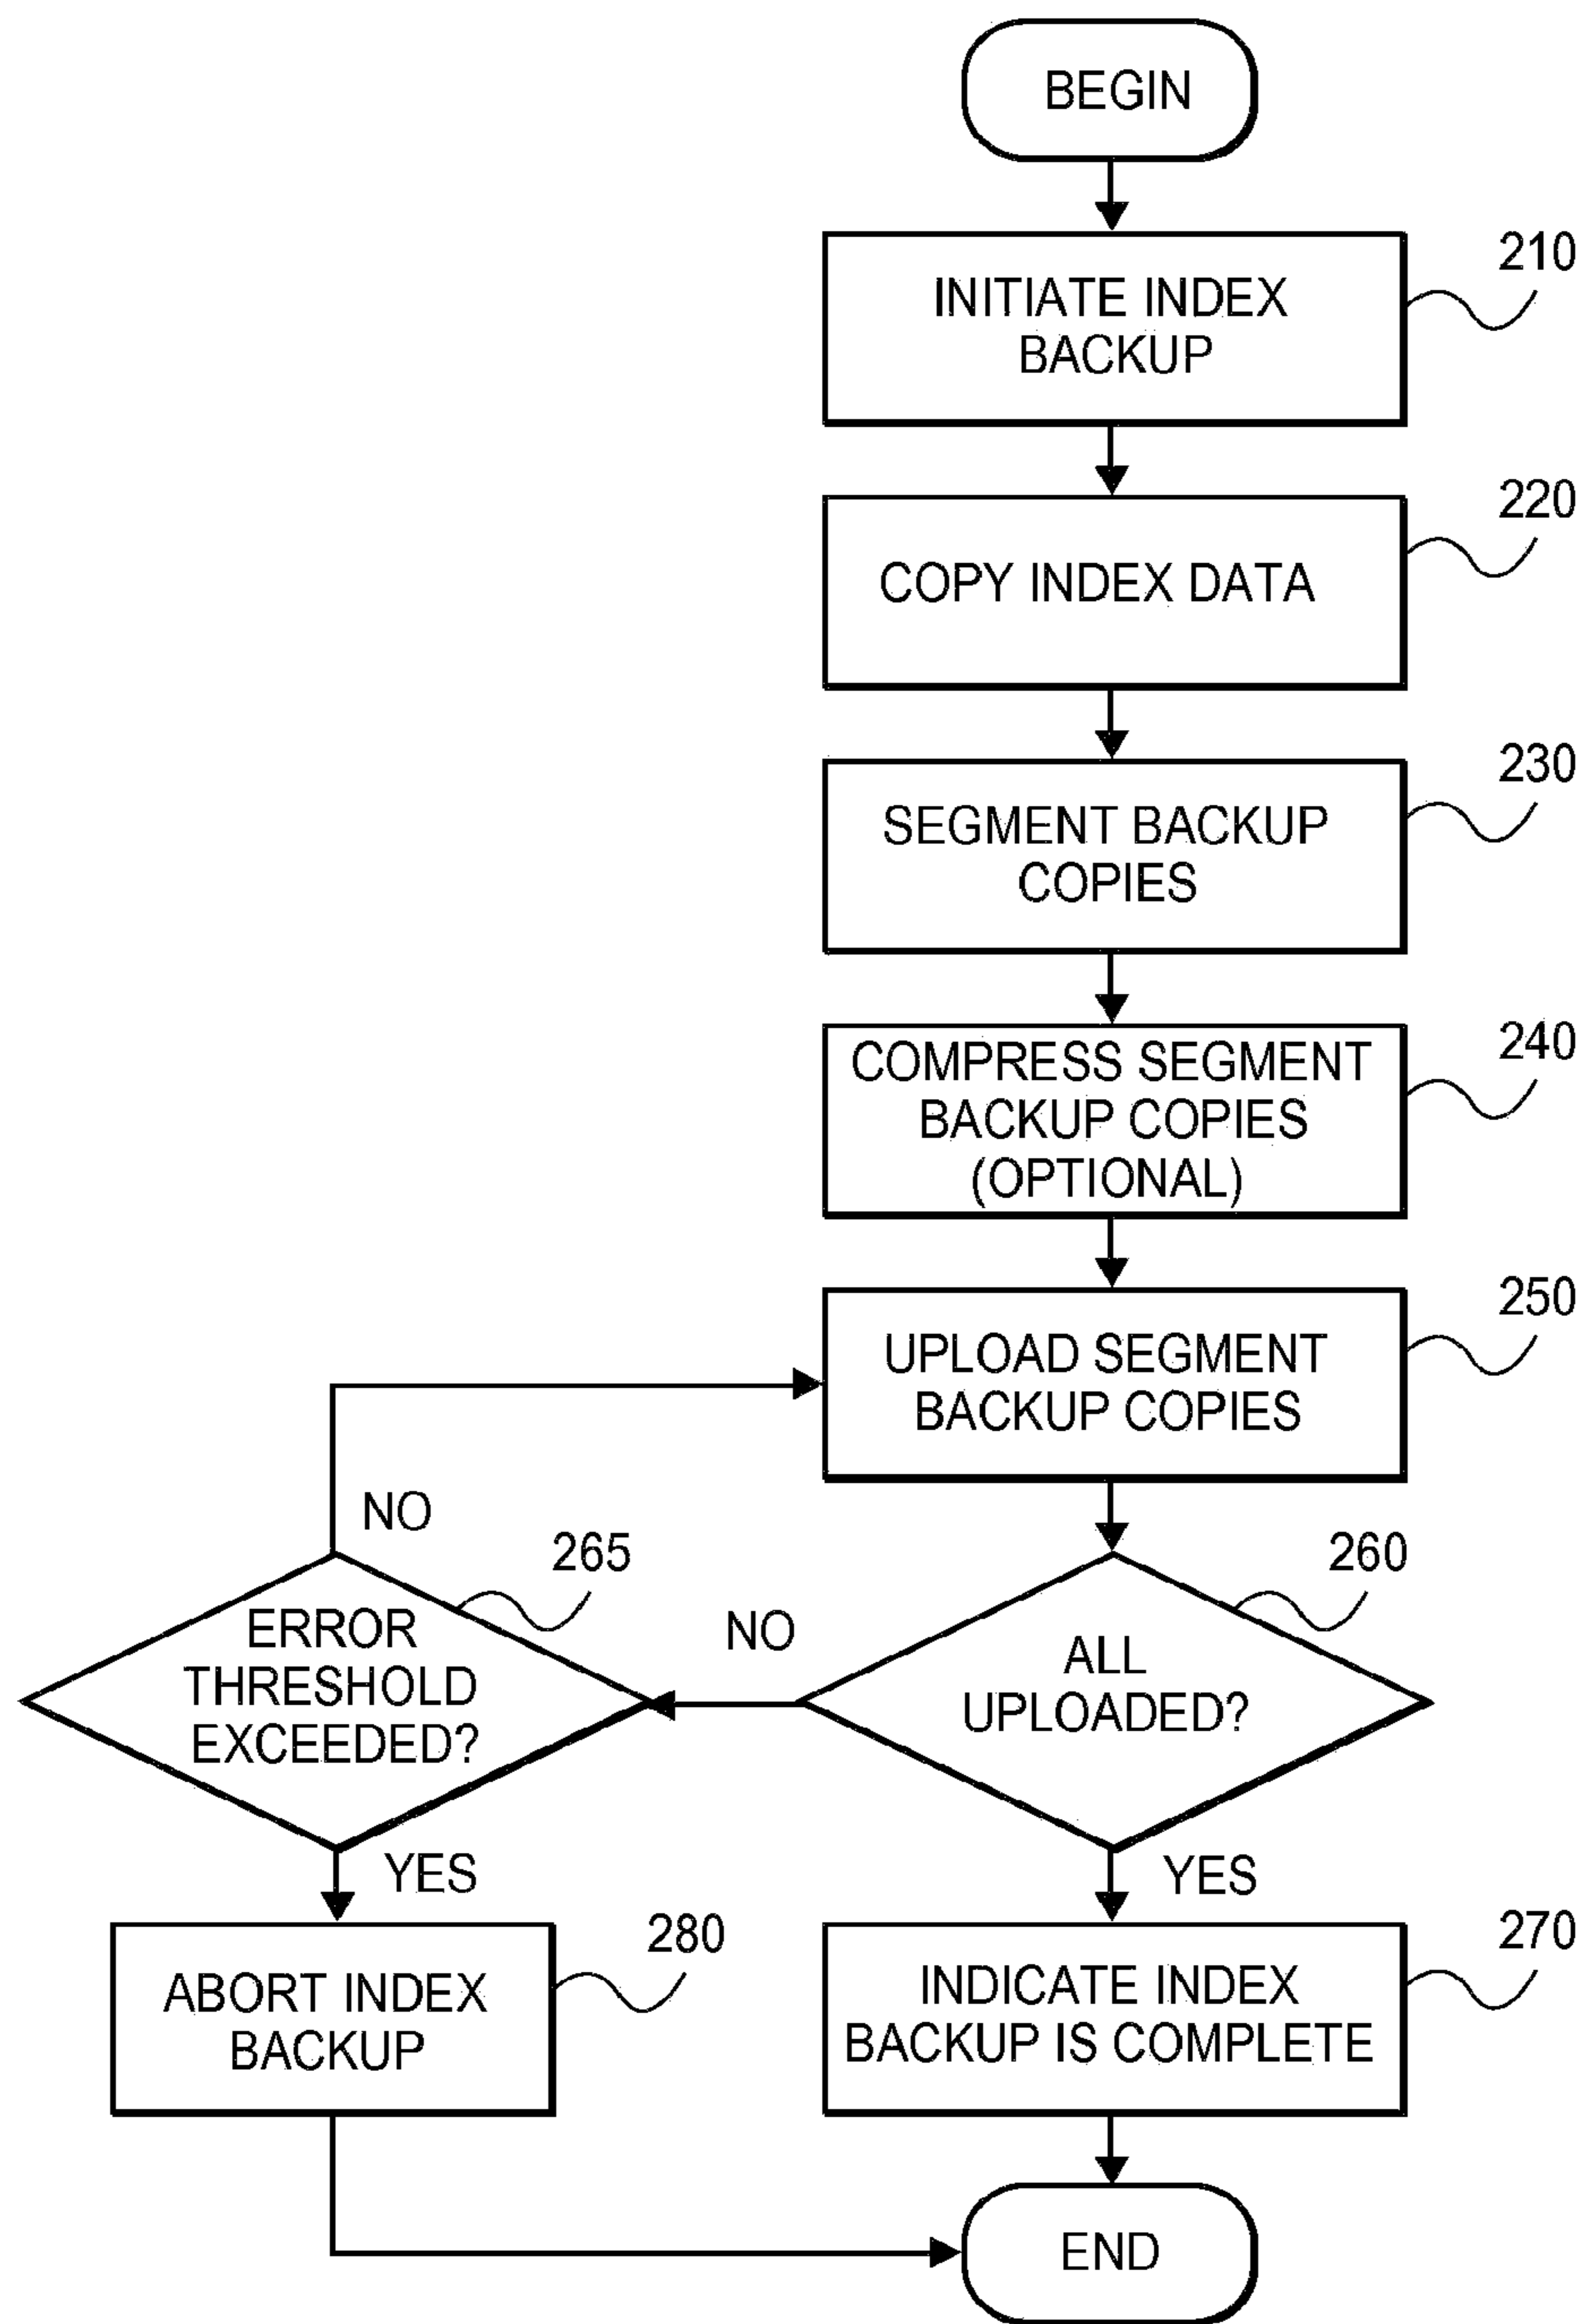 BEGIN
210
INITIATE INDEX
BACKUP
220
COPY INDEX DATA
230
SEGMENT BACKUP
COPIES
240
COMPRESS SEGMENT
BACKUP COPIES
(OPTIONAL)
250
UPLOAD SEGMENT
BACKUP COPIES
NO
265
260
ERROR
THRESHOLD
EXCEEDED?
NO
ALL
UPLOADED?
YES
YES
280
270
ABORT INDEX
BACKUP
INDICATE INDEX
BACKUP IS COMPLETE
END